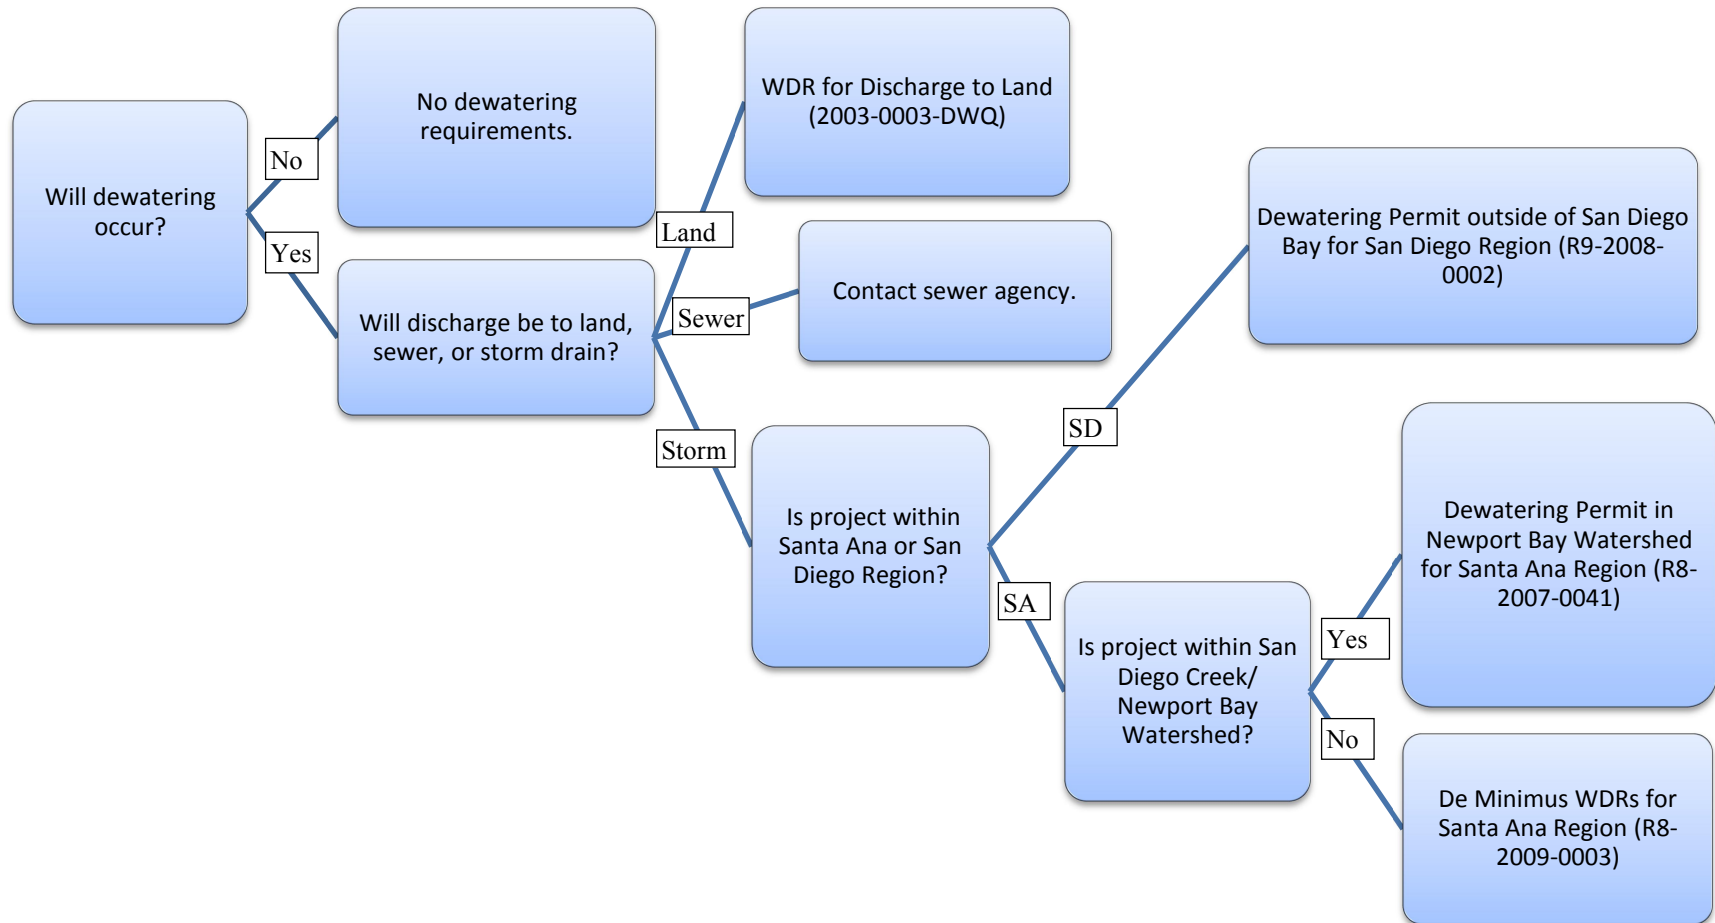 Will dewatering
occur?
No
Yes
No dewatering
requirements.
Will discharge be to land,
sewer, or storm drain?
Land
Sewer
Storm
WDR for Discharge to Land
(2003-0003-DWQ)
Contact sewer agency.
Is project within
Santa Ana or San
Diego Region?
SD
SA
Dewatering Permit outside of San Diego
Bay for San Diego Region (R9-2008-
0002)
Is project within San
Diego Creek/
Newport Bay
Watershed?
Yes
No
Dewatering Permit in
Newport Bay Watershed
for Santa Ana Region (R8-
2007-0041)
De Minimus WDRs for
Santa Ana Region (R8-
2009-0003)